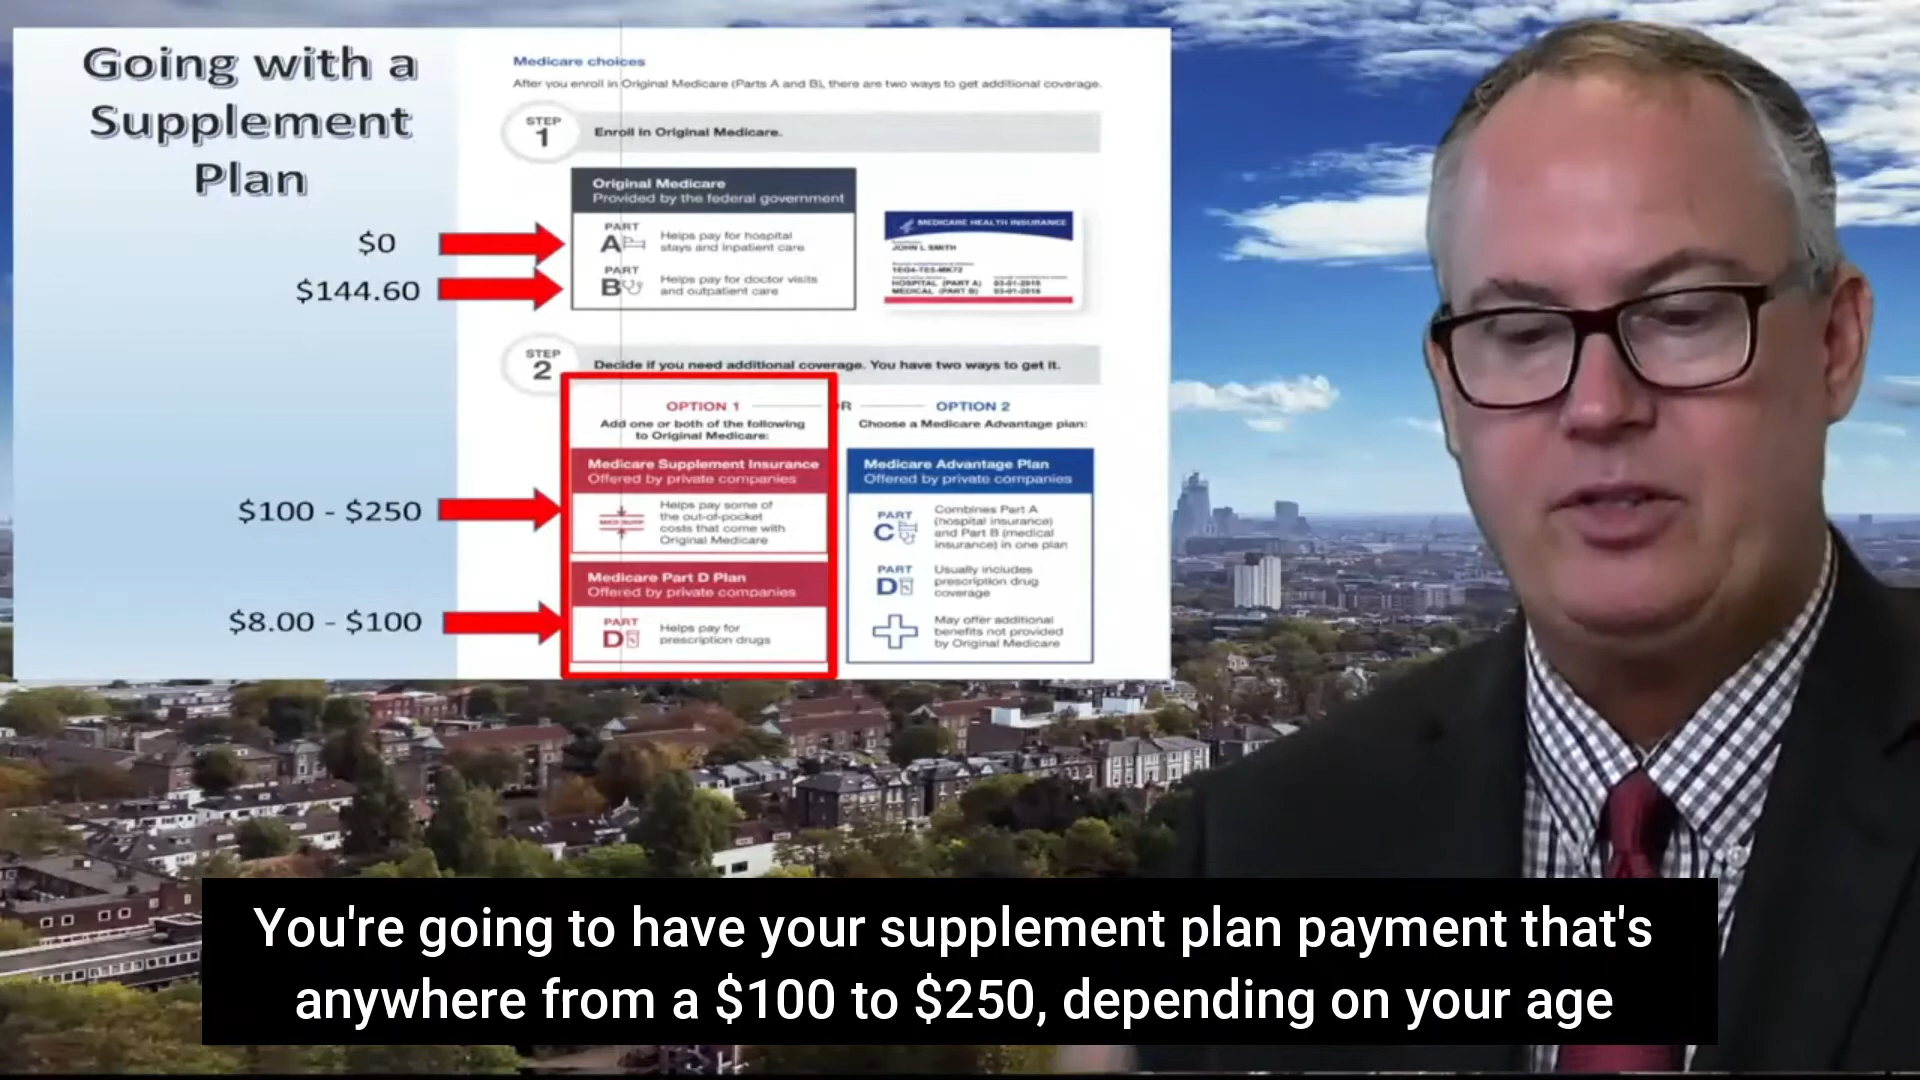 Going with a
Supplement
Plan
$0
$144.60
$100 - $250
$8.00 - $100
Medicare choices
After you enroll in Original Medicare (Parts A and B), there are two ways to get additional coverage.
STEP
1
Enroll in Original Medicare.
Original Medicare
Provided by the federal government
PART
A
Helps pay for hospital
stays and inpatient care
PART
B
Helps pay for doctor visits
and outpatient care
MEDICARE HEALTH INSURANCE
JOHN L SMITH
1EG4-TE5-MK72
HOSPITAL (PART A) 03-01-2016
MEDICAL (PART B) 03-01-2016
STEP
2
Decide if you need additional coverage. You have two ways to get it.
OPTION 1
Add one or both of the following
to Original Medicare:
Medicare Supplement Insurance
Offered by private companies
Helps pay some of
the out-of-pocket
costs that come with
Original Medicare
Medicare Part D Plan
Offered by private companies
PART
D
Helps pay for
prescription drugs
R
OPTION 2
Choose a Medicare Advantage plan:
Medicare Advantage Plan
Offered by private companies
PART
C
Combines Part A
(hospital insurance)
and Part B (medical
insurance) in one plan
PART
D
Usually includes
prescription drug
coverage
May offer additional
benefits not provided
by Original Medicare
You're going to have your supplement plan payment that's
anywhere from a $100 to $250, depending on your age